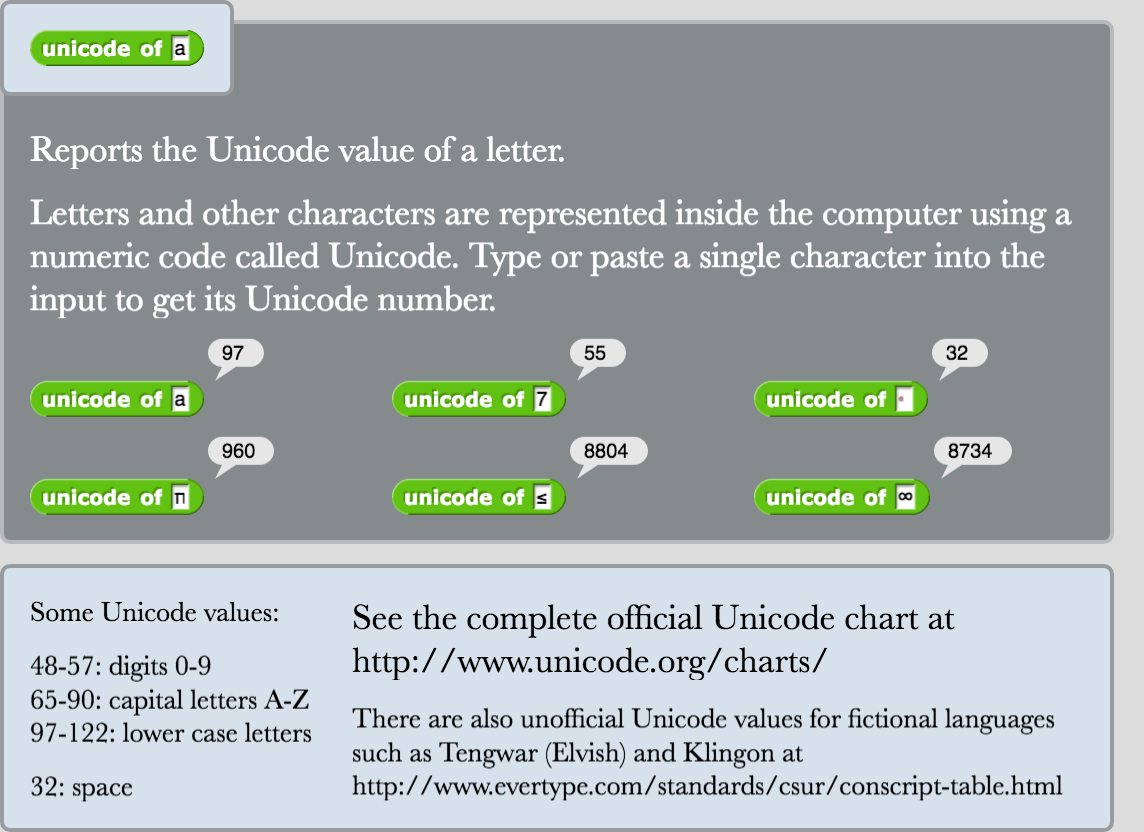 unicode of a
Reports the Unicode value of a letter.
Letters and other characters are represented inside the computer using a
numeric code called Unicode. Type or paste a single character into the
input to get its Unicode number.
97 55 32
unicode of a unicode of 7 unicode of
960 8804 8734
unicode of π unicode of ≤ unicode of ∞
Some Unicode values:
48-57: digits 0-9
65-90: capital letters A-Z
97-122: lower case letters
32: space
See the complete official Unicode chart at
http://www.unicode.org/charts/
There are also unofficial Unicode values for fictional languages
such as Tengwar (Elvish) and Klingon at
http://www.evertype.com/standards/csur/conscript-table.html